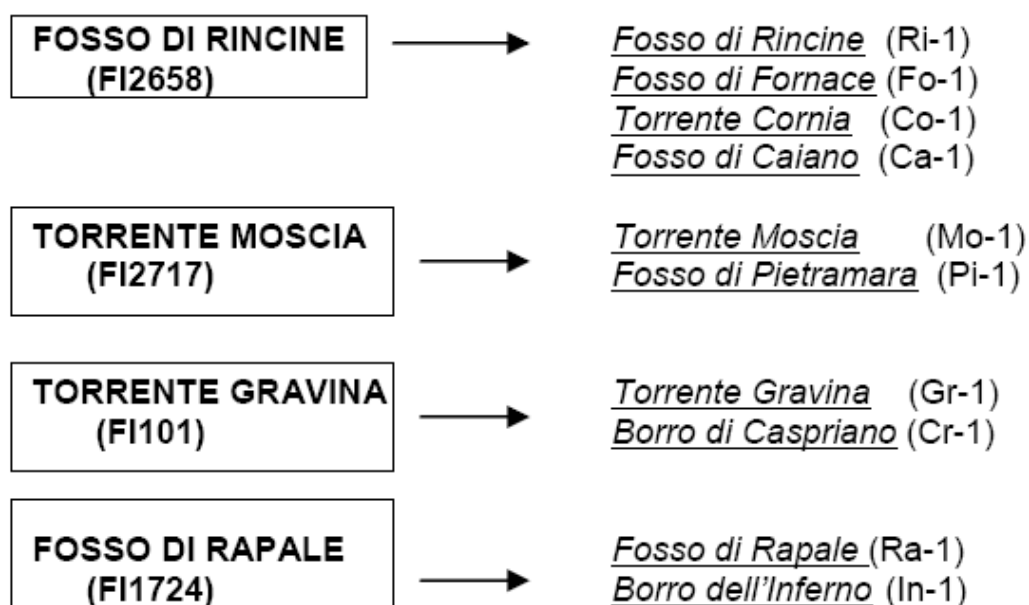 FOSSO DI RINCINE
(FI2658)
Fosso di Rincine (Ri-1)
Fosso di Fornace (Fo-1)
Torrente Cornia (Co-1)
Fosso di Caiano (Ca-1)
TORRENTE MOSCIA
(FI2717)
Torrente Moscia (Mo-1)
Fosso di Pietramara (Pi-1)
TORRENTE GRAVINA
(FI101)
Torrente Gravina (Gr-1)
Borro di Caspriano (Cr-1)
FOSSO DI RAPALE
(FI1724)
Fosso di Rapale (Ra-1)
Borro dell'Inferno (In-1)